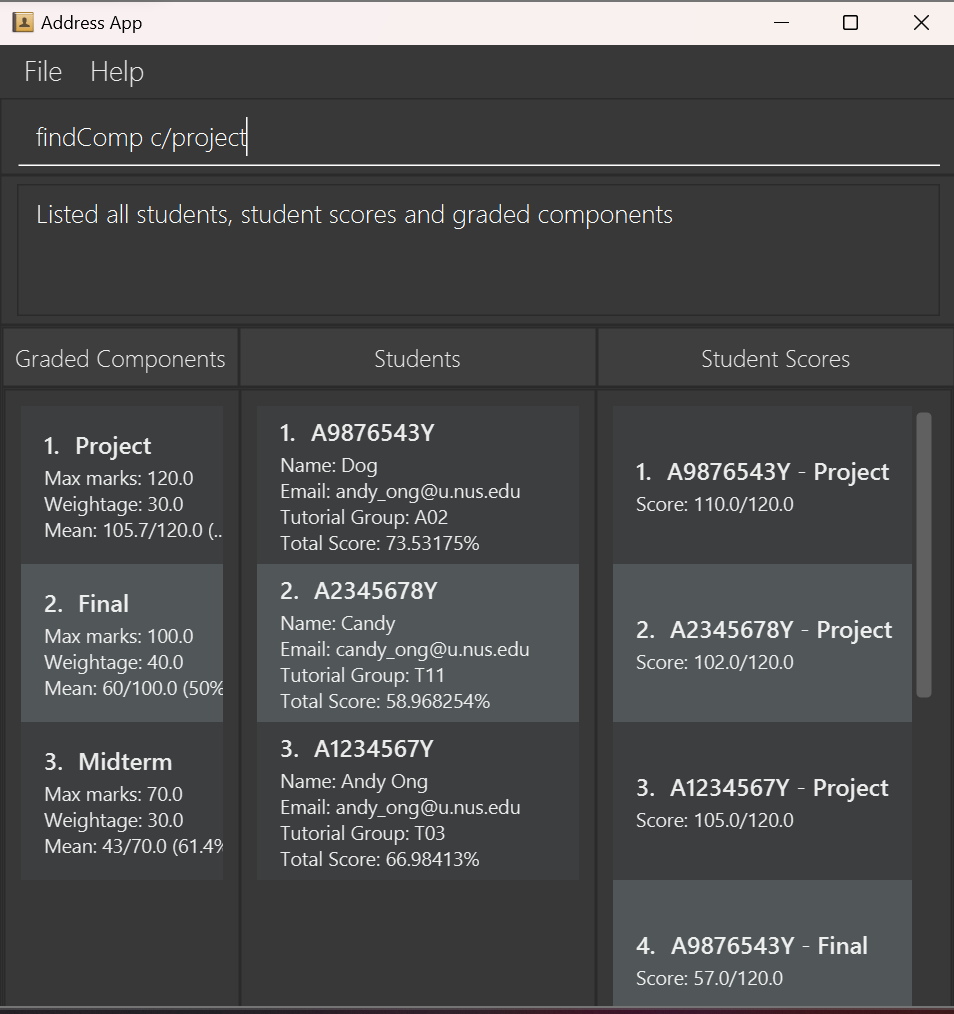 Address App
File Help
findComp c/project
Listed all students, student scores and graded components
Graded Components
Students
Student Scores
1. Project
Max marks: 120.0
Weightage: 30.0
Mean: 105.7/120.0 (..
2. Final
Max marks: 100.0
Weightage: 40.0
Mean: 60/100.0 (50%
3. Midterm
Max marks: 70.0
Weightage: 30.0
Mean: 43/70.0 (61.4%
1. A9876543Y
Name: Dog
Email: andy_ong@u.nus.edu
Tutorial Group: A02
Total Score: 73.53175%
2. A2345678Y
Name: Candy
Email: candy_ong@u.nus.edu
Tutorial Group: T11
Total Score: 58.968254%
3. A1234567Y
Name: Andy Ong
Email: andy_ong@u.nus.edu
Tutorial Group: T03
Total Score: 66.98413%
1. A9876543Y - Project
Score: 110.0/120.0
2. A2345678Y - Project
Score: 102.0/120.0
3. A1234567Y - Project
Score: 105.0/120.0
4. A9876543Y - Final
Score: 57.0/120.0